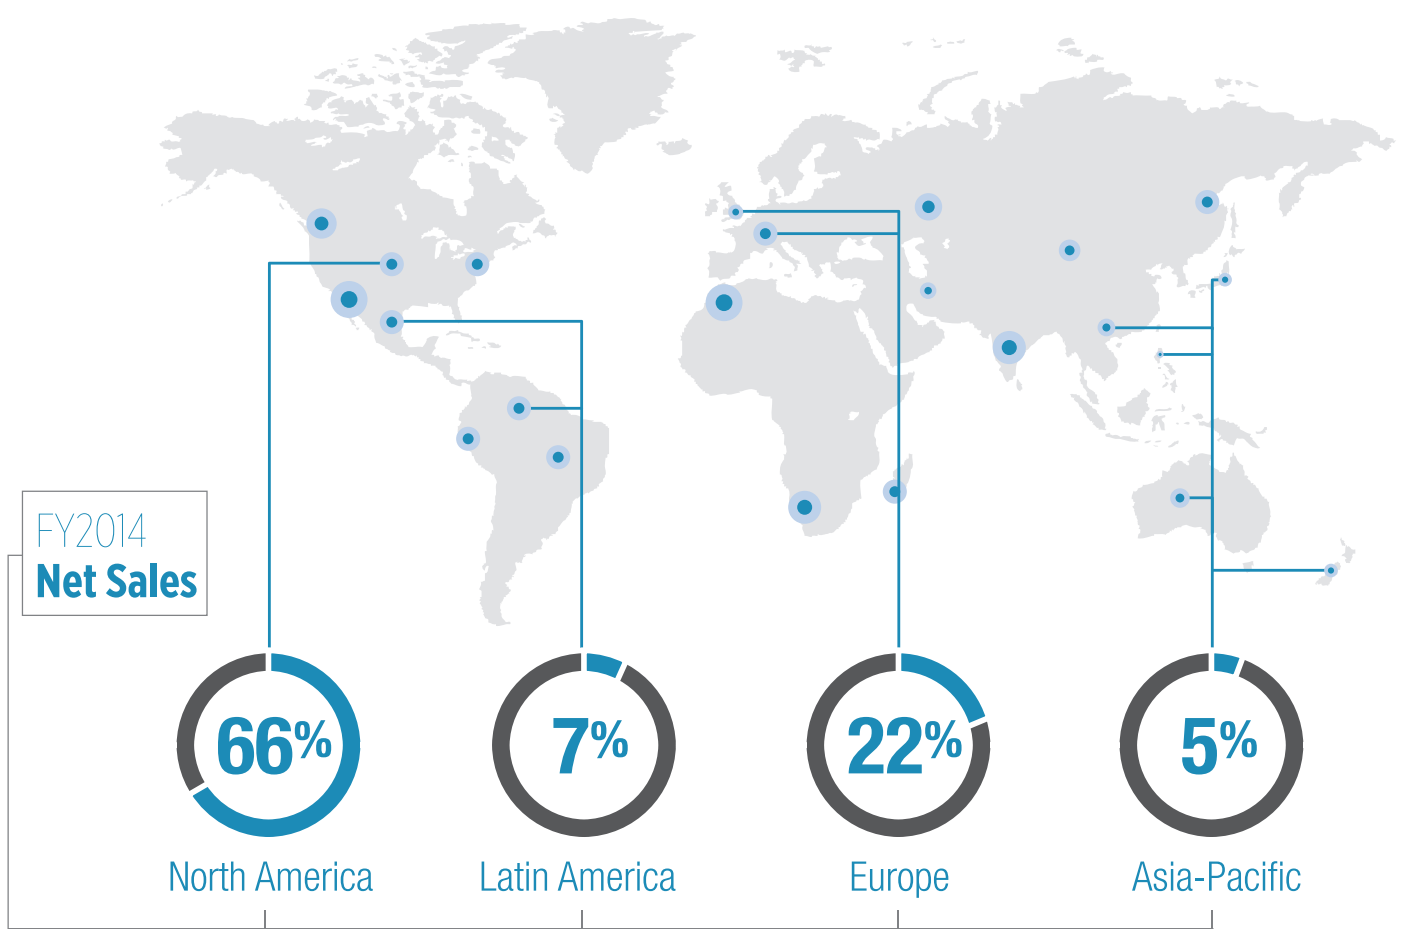 FY2014
Net Sales
66%
7%
22%
5%
North America
Latin America
Europe
Asia-Pacific